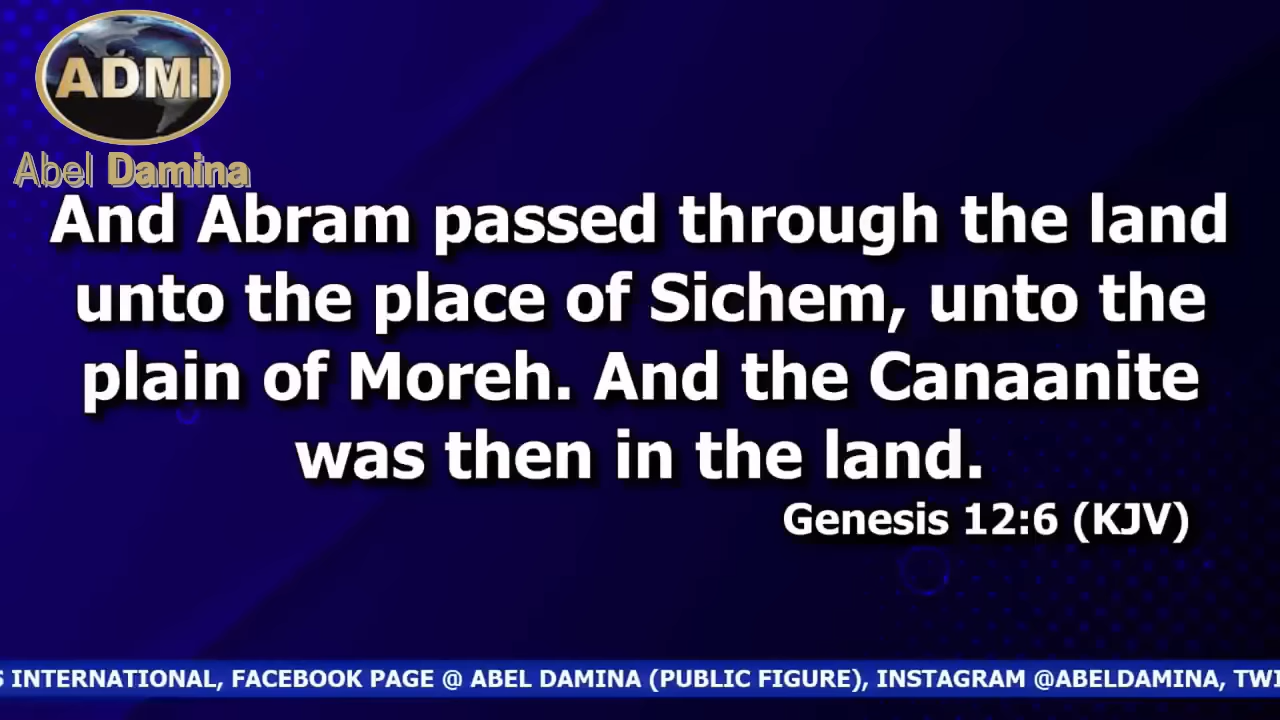 ADMI
Abel Damina
And Abram passed through the land
unto the place of Sichem, unto the
plain of Moreh. And the Canaanite
was then in the land.
Genesis 12:6 (KJV)
INTERNATIONAL, FACEBOOK PAGE @ ABEL DAMINA (PUBLIC FIGURE), INSTAGRAM @ABELDAMINA,